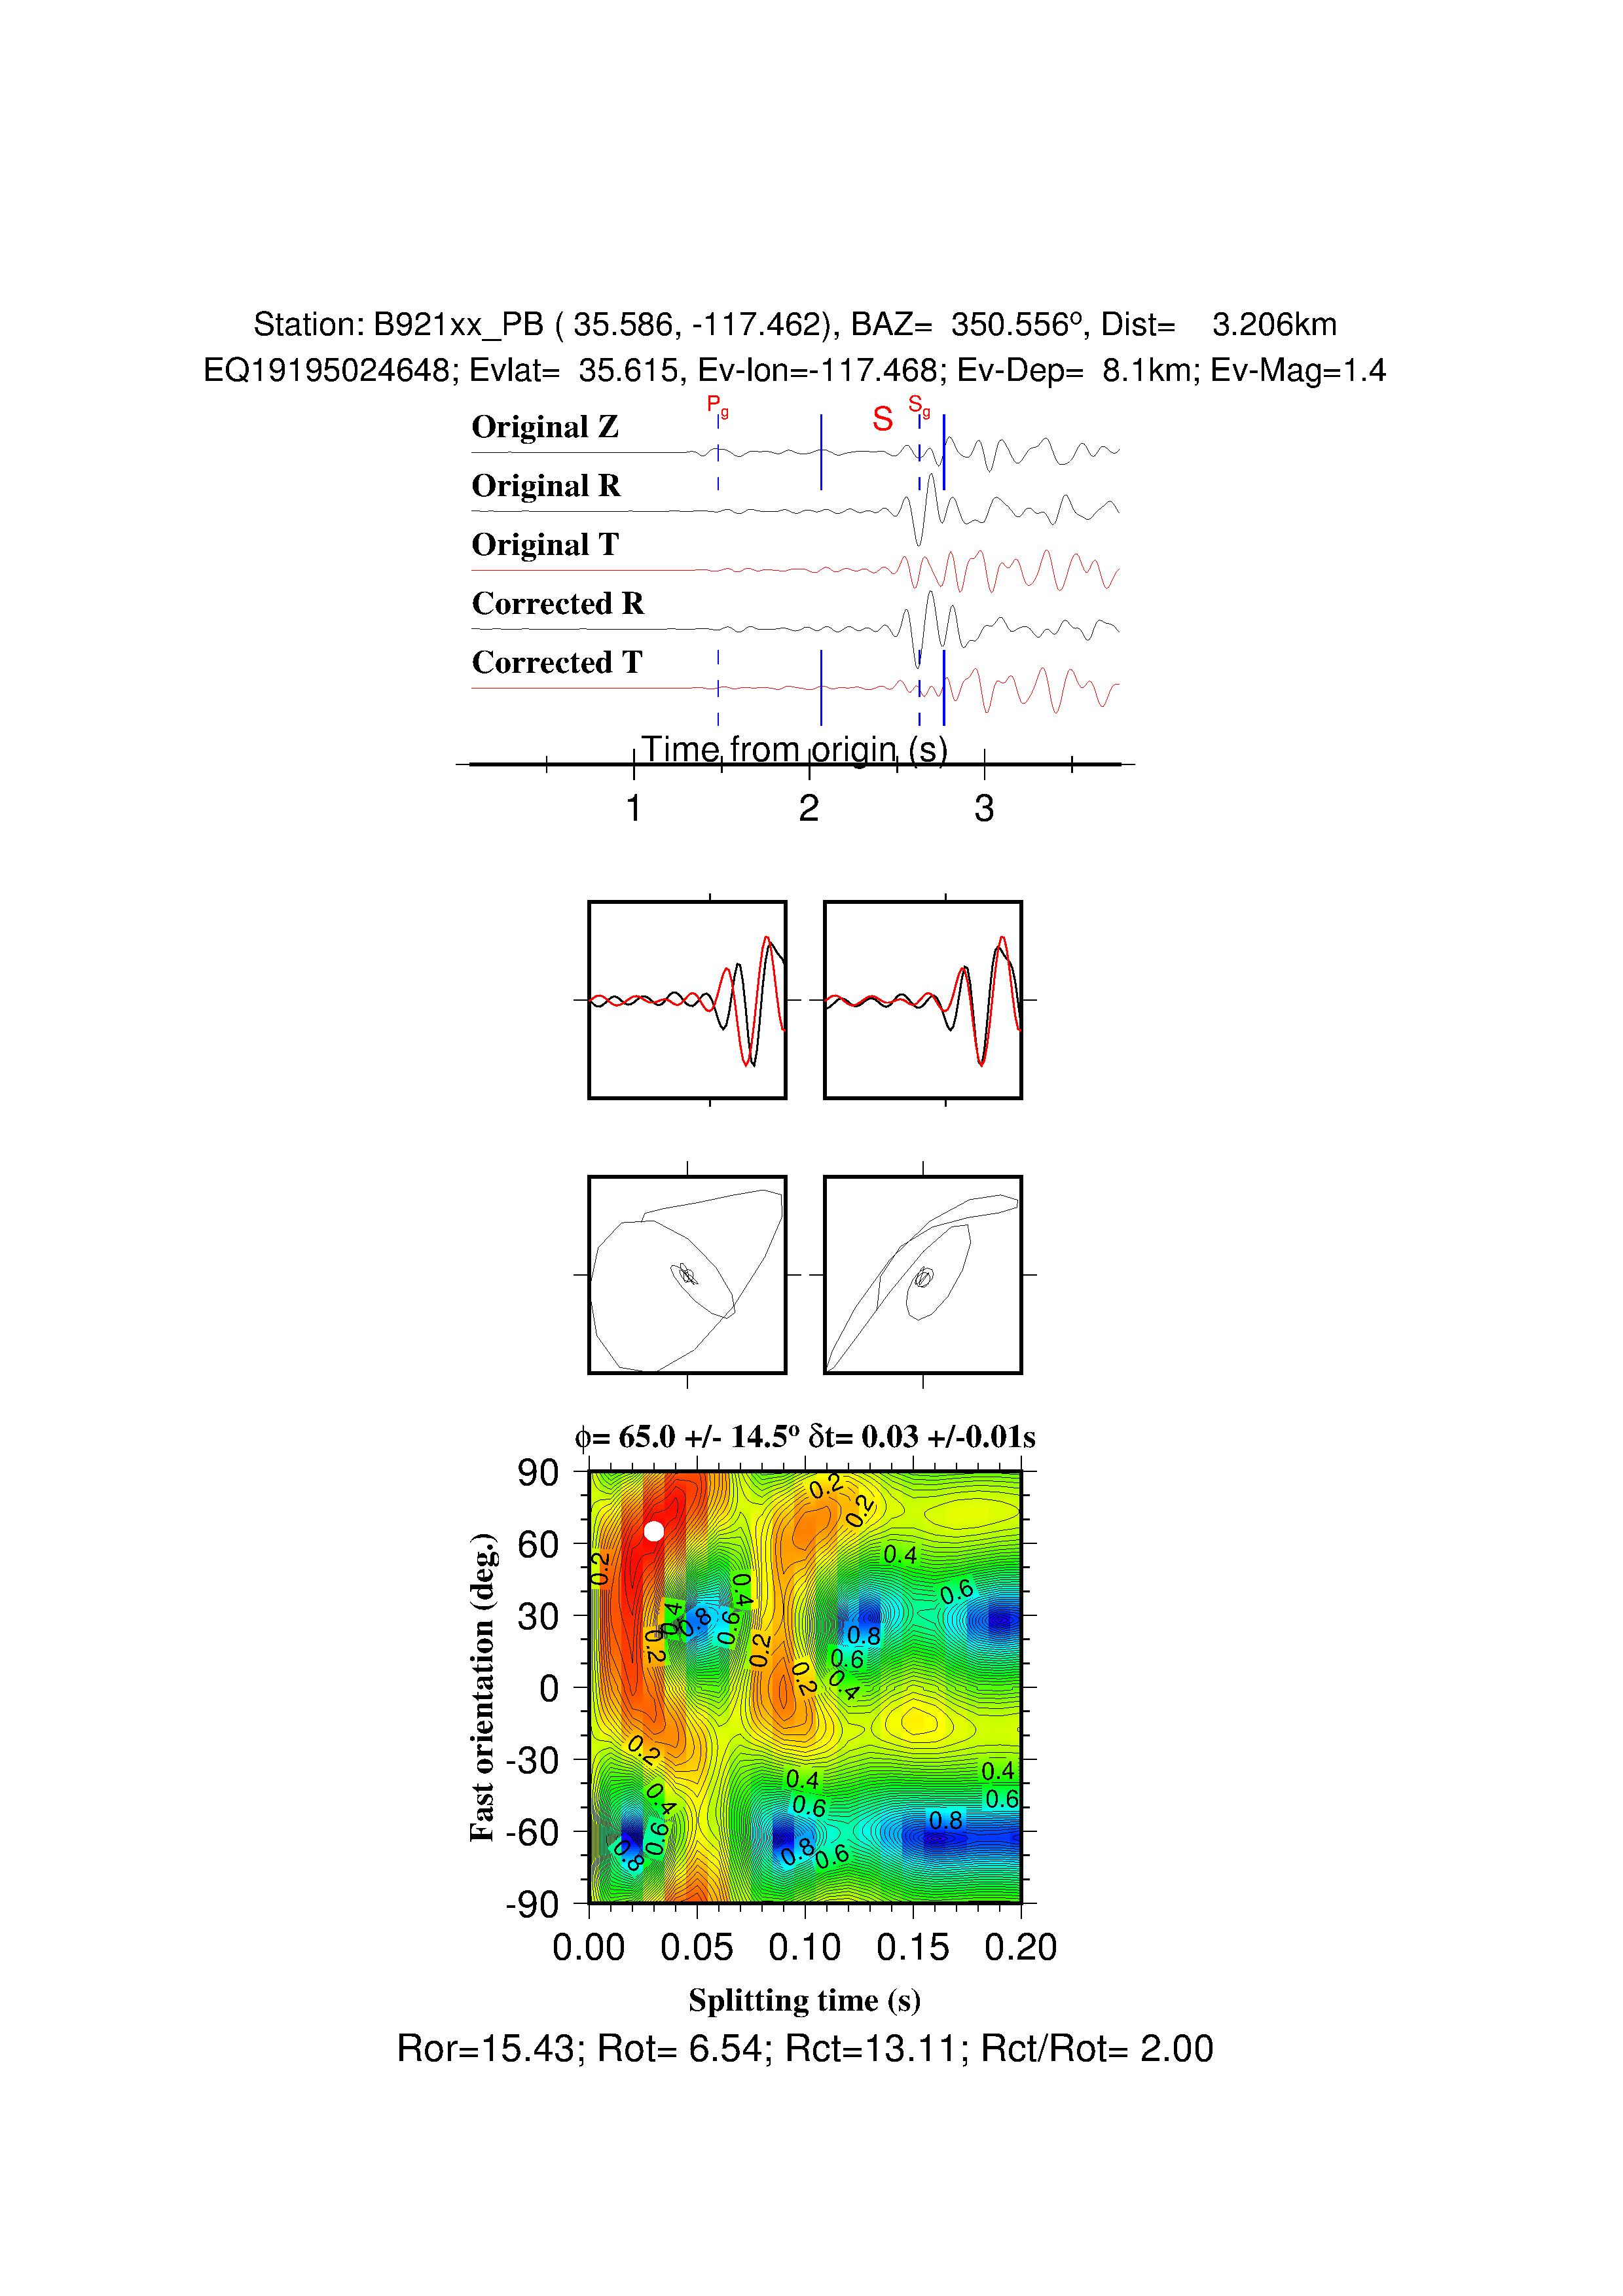 Station: B921xx_PB ( 35.586, -117.462), BAZ= 350.556º, Dist= 3.206km
EQ19195024648; Evlat= 35.615, Ev-lon=-117.468; Ev-Dep= 8.1km; Ev-Mag=1.4
Pg S Sg
Original Z
Original R
Original T
Corrected R
Corrected T
Time from origin (s)
1 2 3
ϕ= 65.0 +/- 14.5º δt= 0.03 +/-0.01s
90
60
30
0
-30
-60
-90
Fast orientation (deg.)
0.2 0.2
0.2 0.4 0.4
0.4 0.8 0.6 0.6
0.2 0.2 0.8
0.6
0.2 0.4
0.2
0.4 0.4
0.4 0.6 0.6
0.6 0.8
0.8 0.8 0.6
0.00 0.05 0.10 0.15 0.20
Splitting time (s)
Ror=15.43; Rot= 6.54; Rct=13.11; Rct/Rot= 2.00